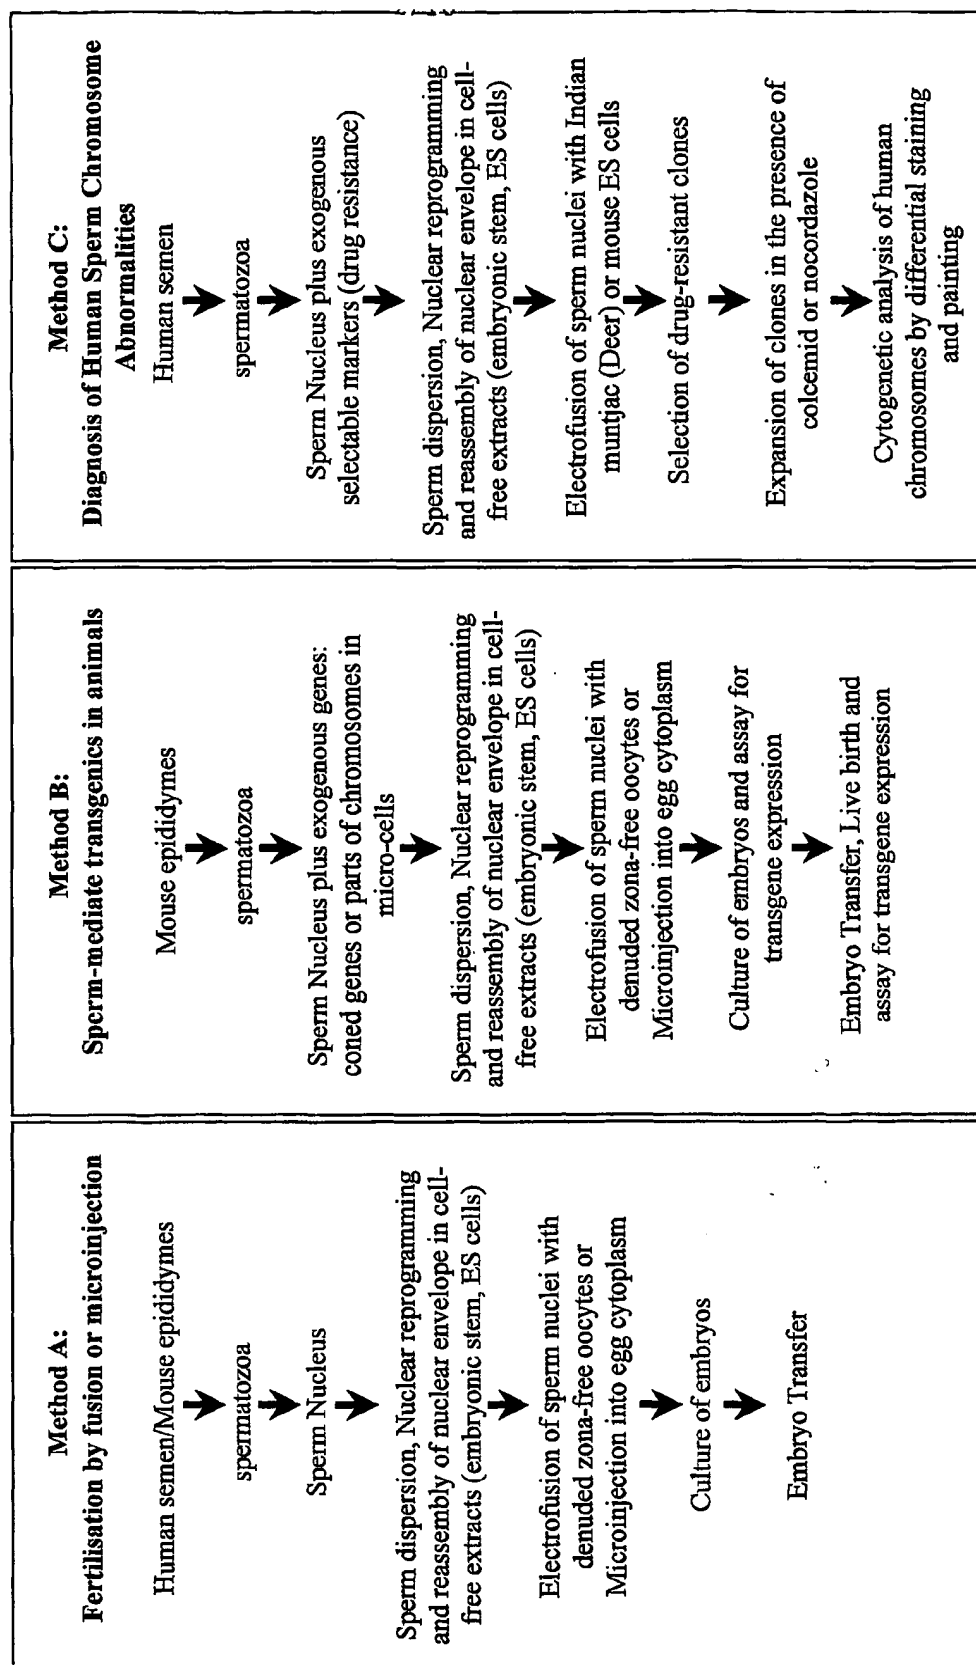 Method A:
Fertilisation by fusion or microinjection
Human semen/Mouse epididymes
spermatozoa
Sperm Nucleus
Sperm dispersion, Nuclear reprogramming
and reassembly of nuclear envelope in cell-
free extracts (embryonic stem, ES cells)
Electrofusion of sperm nuclei with
denuded zona-free oocytes or
Microinjection into egg cytoplasm
Culture of embryos
Embryo Transfer
Method B:
Sperm-mediate transgenics in animals
Mouse epididymes
spermatozoa
Sperm Nucleus plus exogenous genes:
coned genes or parts of chromosomes in
micro-cells
Sperm dispersion, Nuclear reprogramming
and reassembly of nuclear envelope in cell-
free extracts (embryonic stem, ES cells)
Electrofusion of sperm nuclei with
denuded zona-free oocytes or
Microinjection into egg cytoplasm
Culture of embryos and assay for
transgene expression
Embryo Transfer, Live birth and
assay for transgene expression
Method C:
Diagnosis of Human Sperm Chromosome
Abnormalities
Human semen
spermatozoa
Sperm Nucleus plus exogenous
selectable markers (drug resistance)
Sperm dispersion, Nuclear reprogramming
and reassembly of nuclear envelope in cell-
free extracts (embryonic stem, ES cells)
Electrofusion of sperm nuclei with Indian
muntjac (Deer) or mouse ES cells
Selection of drug-resistant clones
Expansion of clones in the presence of
colcemid or nocordazole
Cytogenetic analysis of human
chromosomes by differential staining
and painting